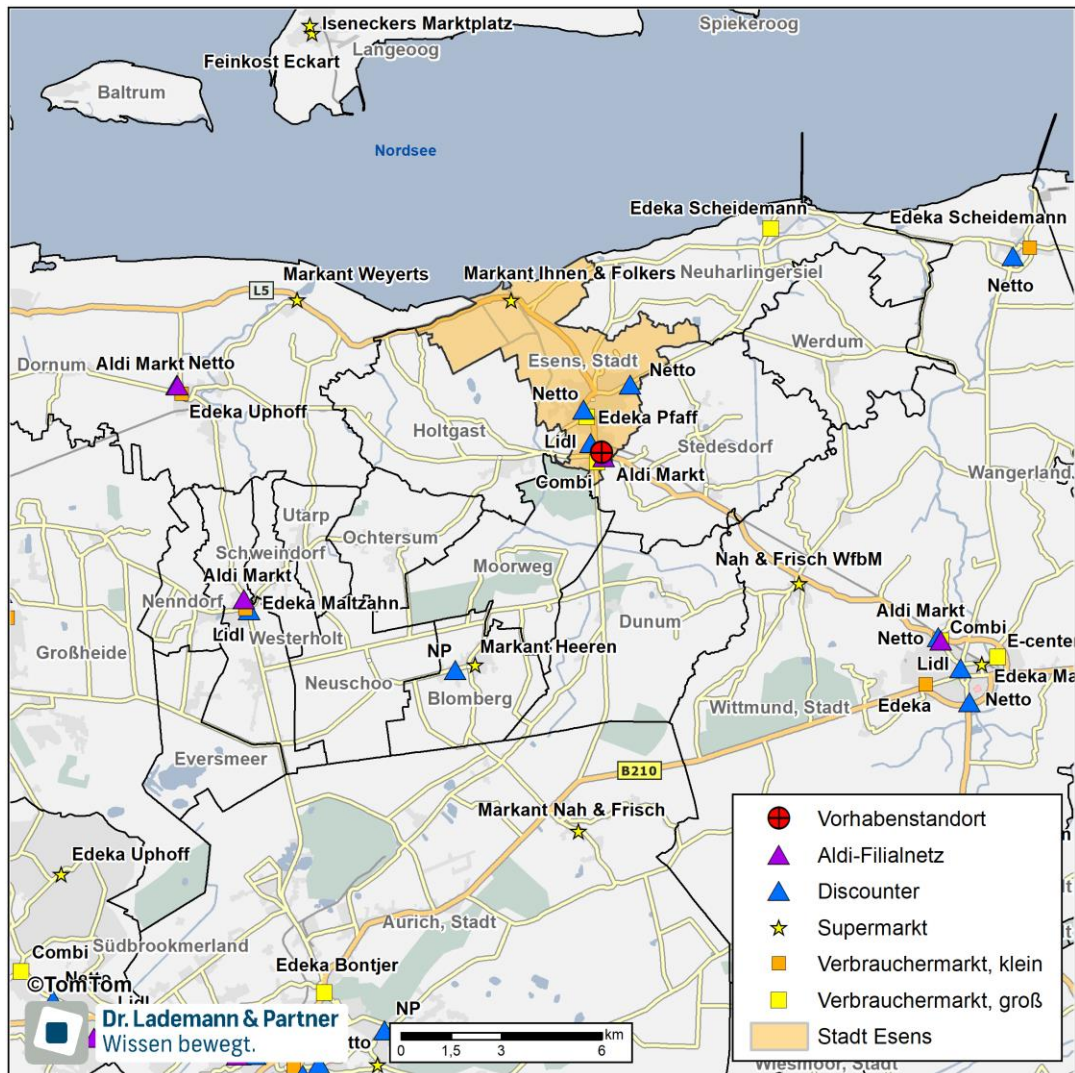 Iseneckers Marktplatz
Spiekeroog
Langeoog
Feinkost Eckart
Baltrum
Nordsee
Edeka Scheidemann
Edeka Scheidemann
Markant Weyerts
Markant Ihnen & Folkers
Neuharlingersiel
Netto
L5
Werdum
Dornum
Aldi Markt Netto
Esens, Stadt
Netto
Netto
Edeka Uphoff
Edeka Pfaff
Holtgast
Lidl
Stedesdorf
Combi
Aldi Markt
Wangerland
Utarp
Ochtersum
Schweindorf
Moorweg
Nah & Frisch WfbM
Aldi Markt
Nenndorf
Edeka Maltzahn
Dunum
Aldi Markt
Combi
Lidl
Westerholt
Netto
E-center
Großheide
NP
Markant Heeren
Lidl
Edeka Ma
Neuschoo
Blomberg
Wittmund, Stadt
Edeka
Netto
Eversmeer
B210
Markant Nah & Frisch
Vorhabenstandort
Aldi-Filialnetz
Edeka Uphoff
Discounter
Aurich, Stadt
Supermarkt
Combi
Südbrookmerland
Verbrauchermarkt, klein
Edeka Bontjer
Netto
©TomTom
Verbrauchermarkt, groß
Lidl
NP
Dr. Lademann & Partner
Wissen bewegt.
km
0 1,5 3 6
Stadt Esens
Wiesmoor, Stadt